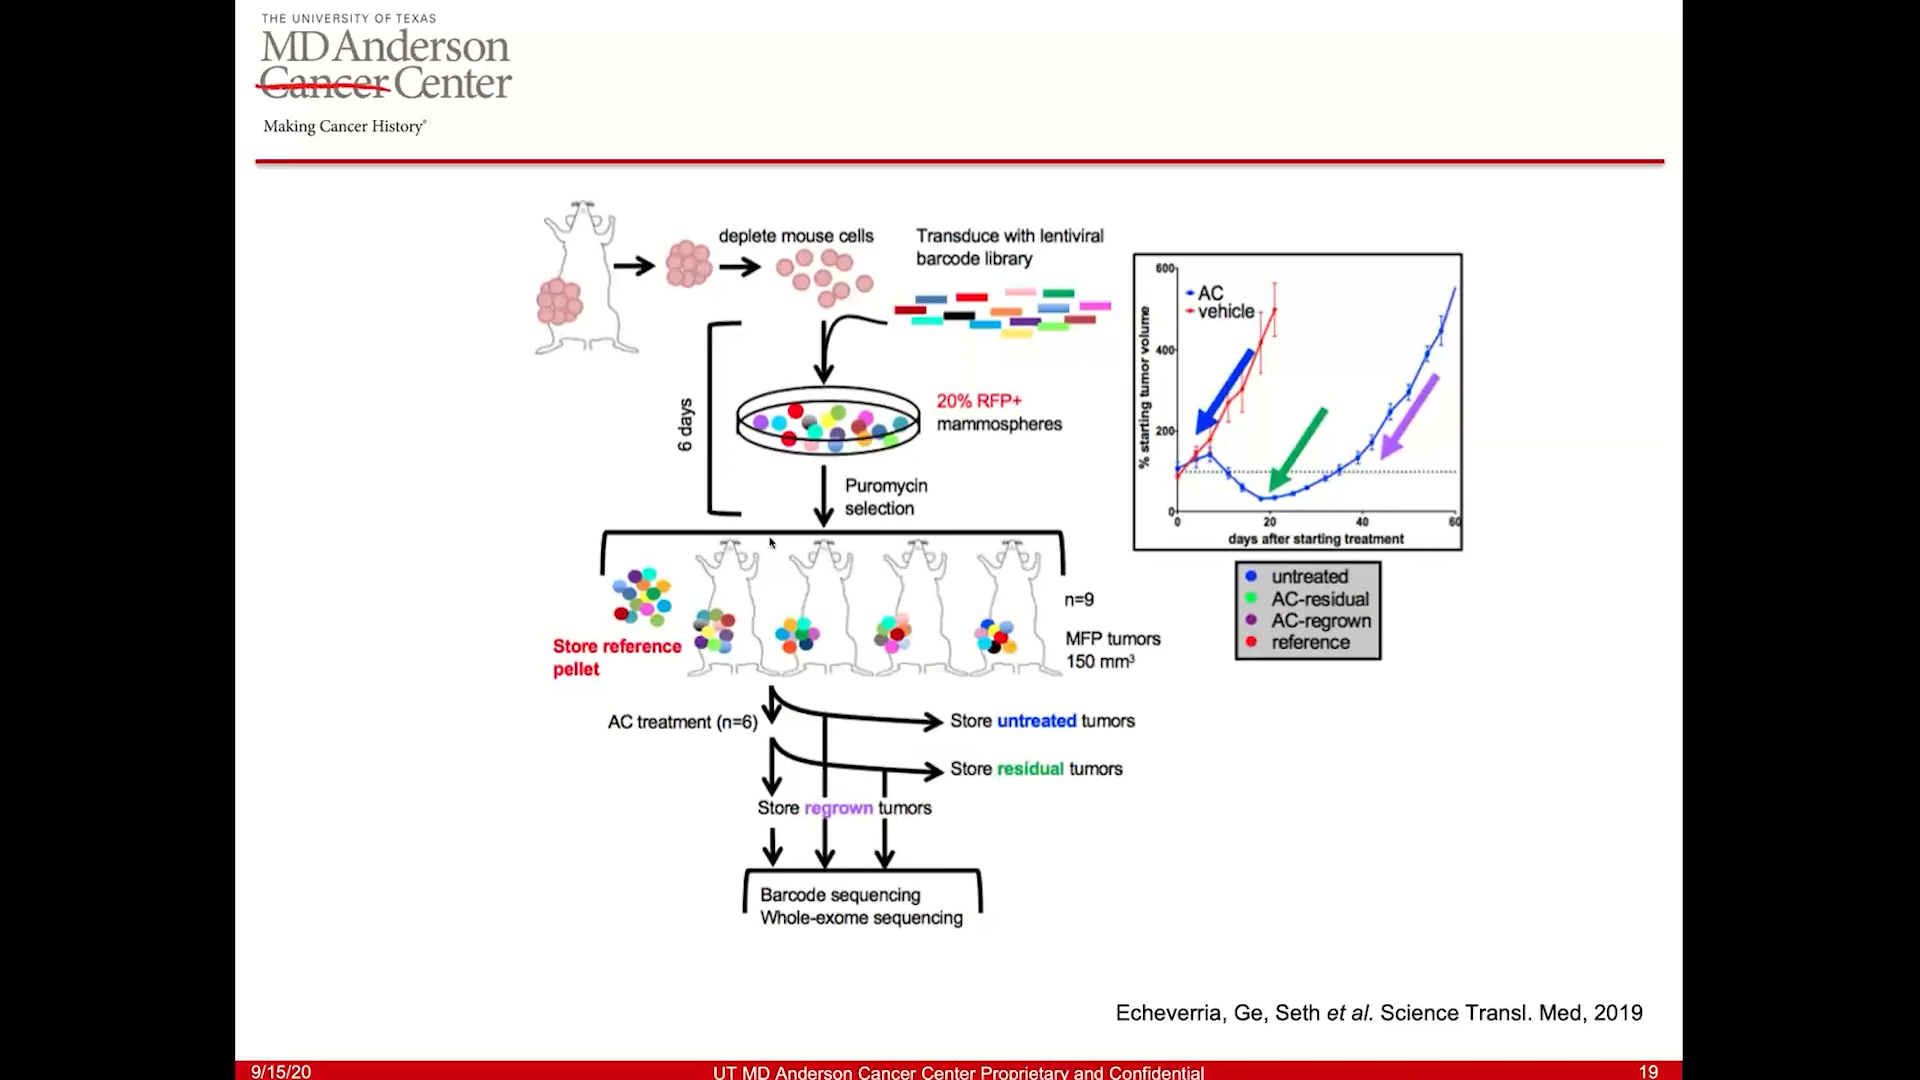 THE UNIVERSITY OF TEXAS
MD Anderson
Cancer Center
Making Cancer History®
deplete mouse cells
Transduce with lentiviral
barcode library
6 days
20% RFP+
mammospheres
Puromycin
selection
Store reference
pellet
n=9
MFP tumors
150 mm³
AC treatment (n=6)
Store untreated tumors
Store residual tumors
Store regrown tumors
Barcode sequencing
Whole-exome sequencing
% starting tumor volume
600
400
200
0
AC
vehicle
0 20 40 60
days after starting treatment
untreated
AC-residual
AC-regrown
reference
Echeverria, Ge, Seth et al. Science Transl. Med, 2019
9/15/20
UT MD Anderson Cancer Center Proprietary and Confidential
19